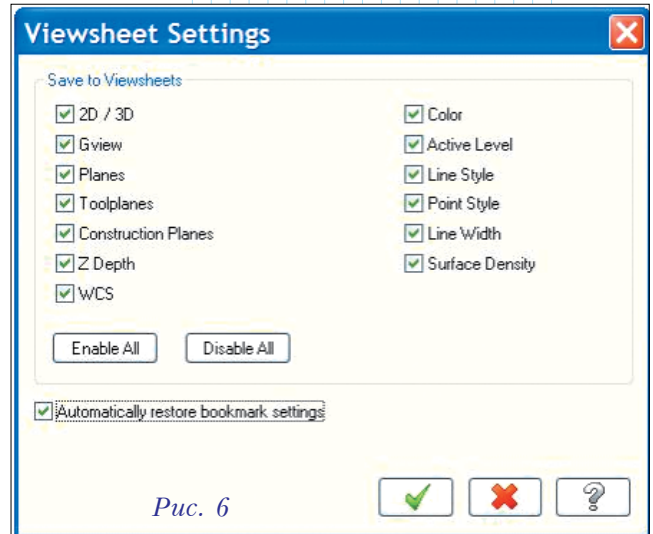 Viewsheet Settings
Save to Viewsheets
2D / 3D
Gview
Planes
Toolplanes
Construction Planes
Z Depth
WCS
Color
Active Level
Line Style
Point Style
Line Width
Surface Density
Enable All
Disable All
Automatically restore bookmark settings
Рис. 6